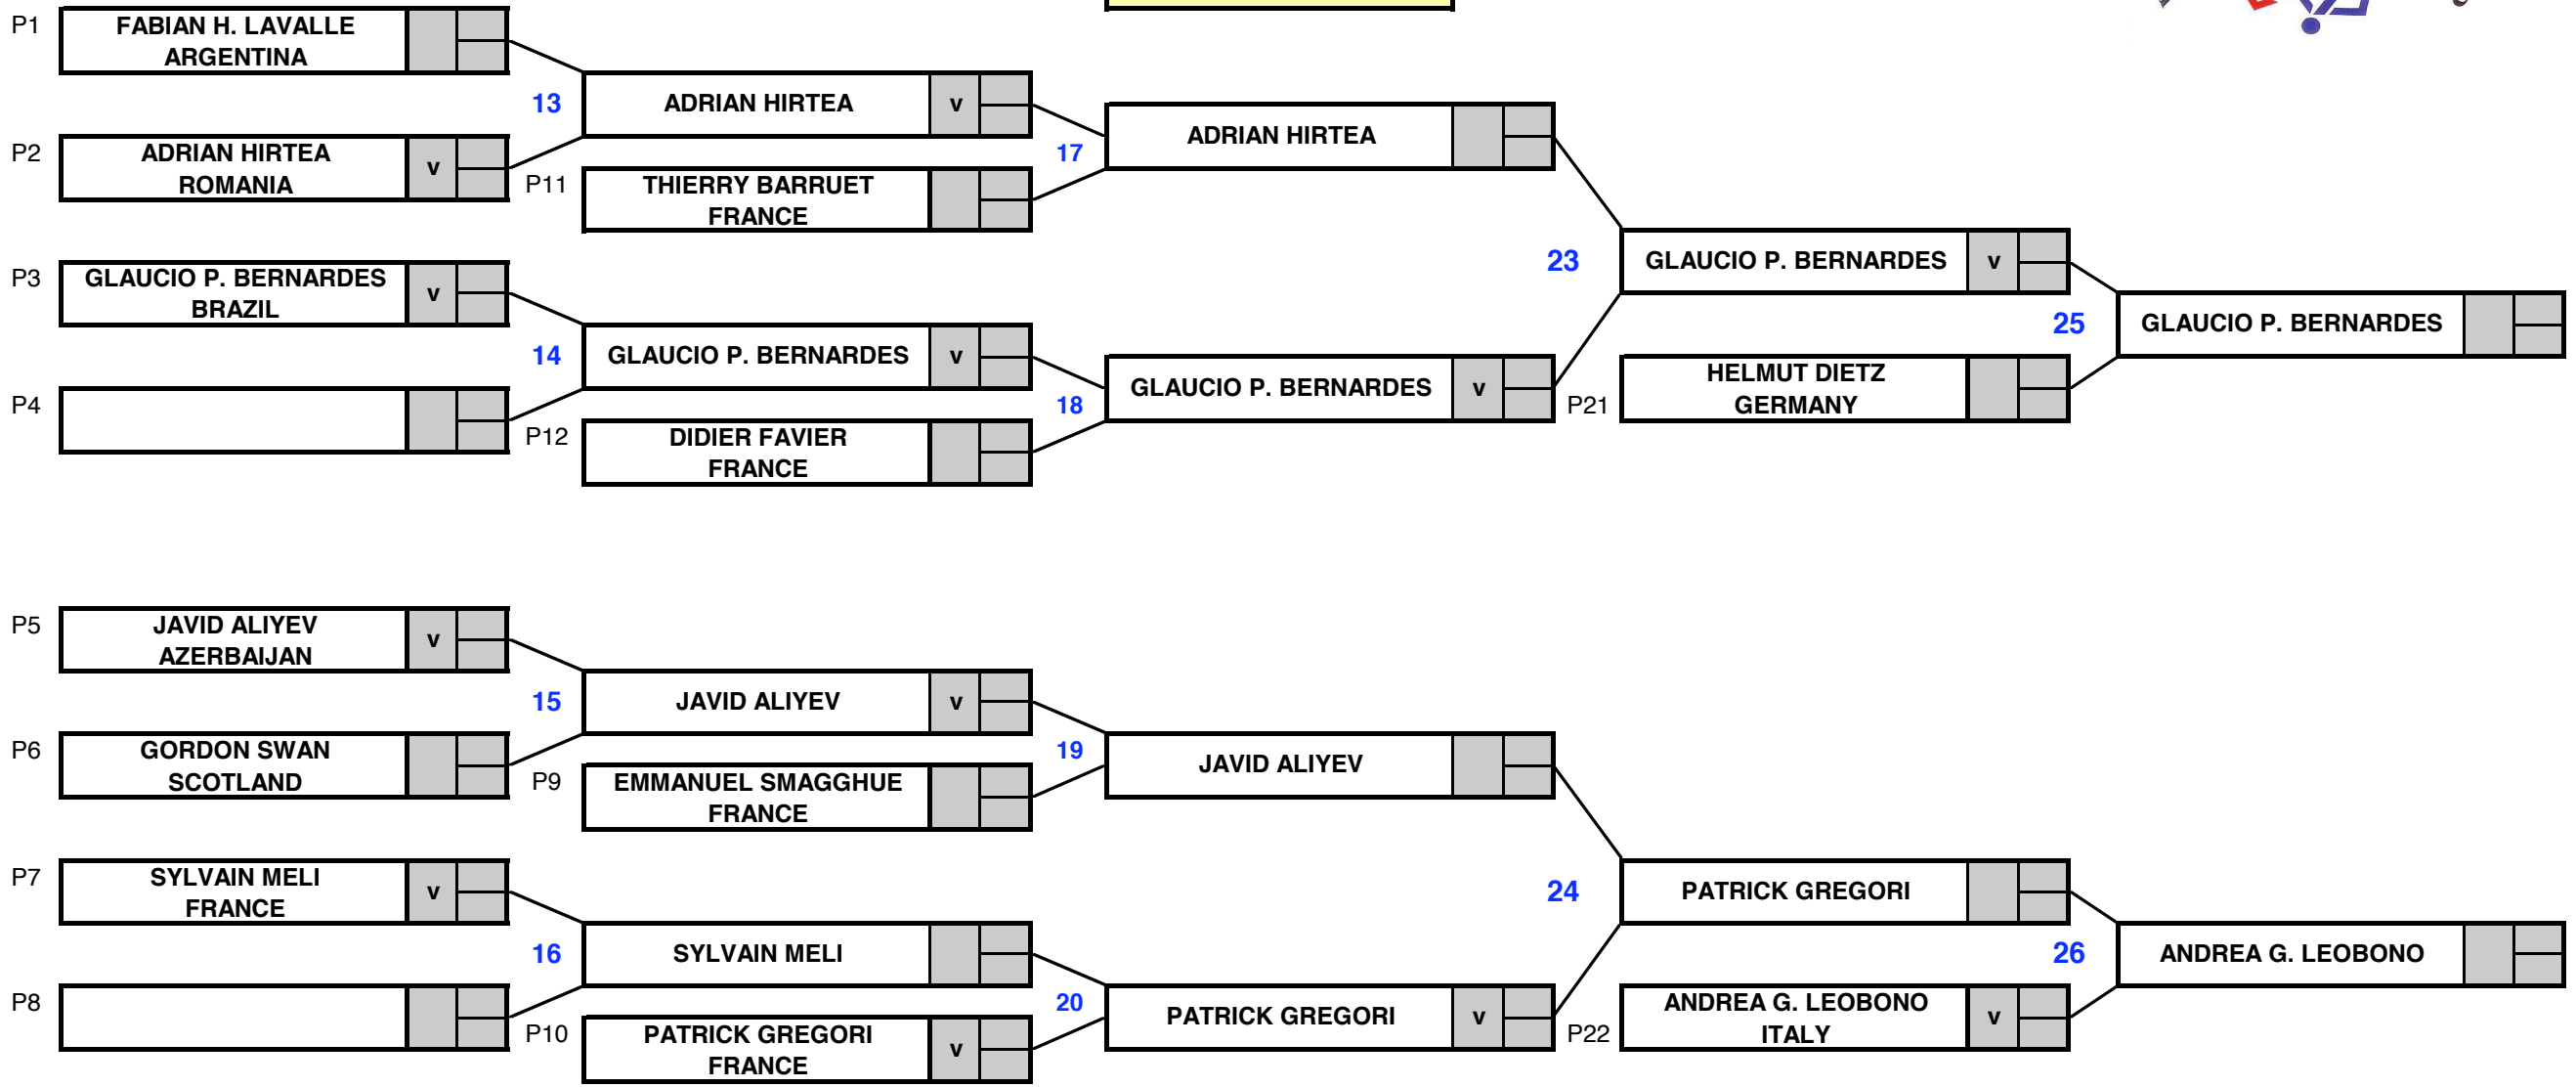 P1
FABIAN H. LAVALLE
ARGENTINA
13
ADRIAN HIRTEA
v
P2
ADRIAN HIRTEA
ROMANIA
v
P11
THIERRY BARRUET
FRANCE
17
ADRIAN HIRTEA
P3
GLAUCIO P. BERNARDES
BRAZIL
v
14
GLAUCIO P. BERNARDES
v
P4
P12
DIDIER FAVIER
FRANCE
18
GLAUCIO P. BERNARDES
v
23
GLAUCIO P. BERNARDES
v
P21
HELMUT DIETZ
GERMANY
25
GLAUCIO P. BERNARDES
P5
JAVID ALIYEV
AZERBAIJAN
v
15
JAVID ALIYEV
v
P6
GORDON SWAN
SCOTLAND
P9
EMMANUEL SMAGGHUE
FRANCE
19
JAVID ALIYEV
P7
SYLVAIN MELI
FRANCE
v
16
SYLVAIN MELI
P8
P10
PATRICK GREGORI
FRANCE
v
20
PATRICK GREGORI
v
24
PATRICK GREGORI
P22
ANDREA G. LEOBONO
ITALY
v
26
ANDREA G. LEOBONO